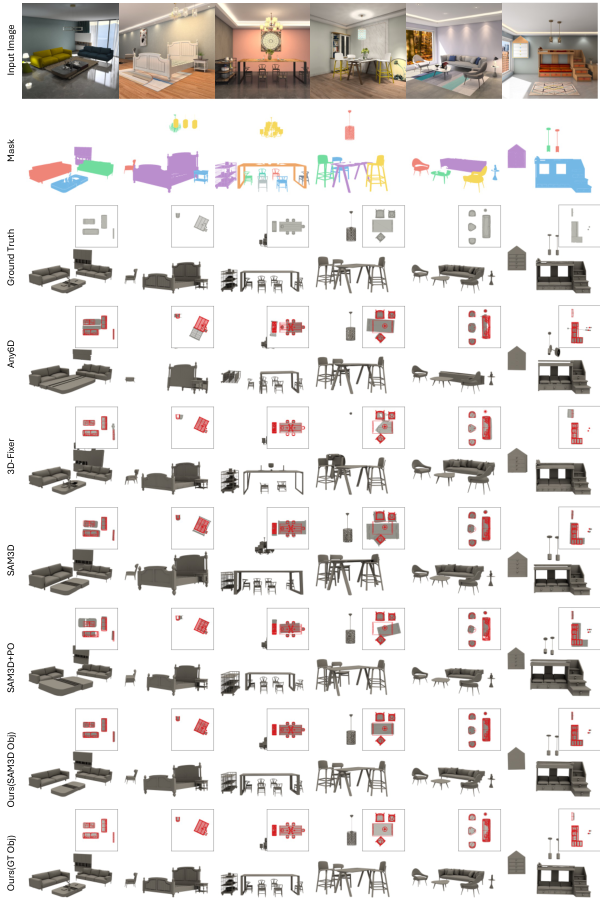 Input Image
Mask
Ground Truth
Any6D
3D-Fixer
SAM3D
SAM3D+PO
Ours(SAM3D Obj)
Ours(GT Obj)